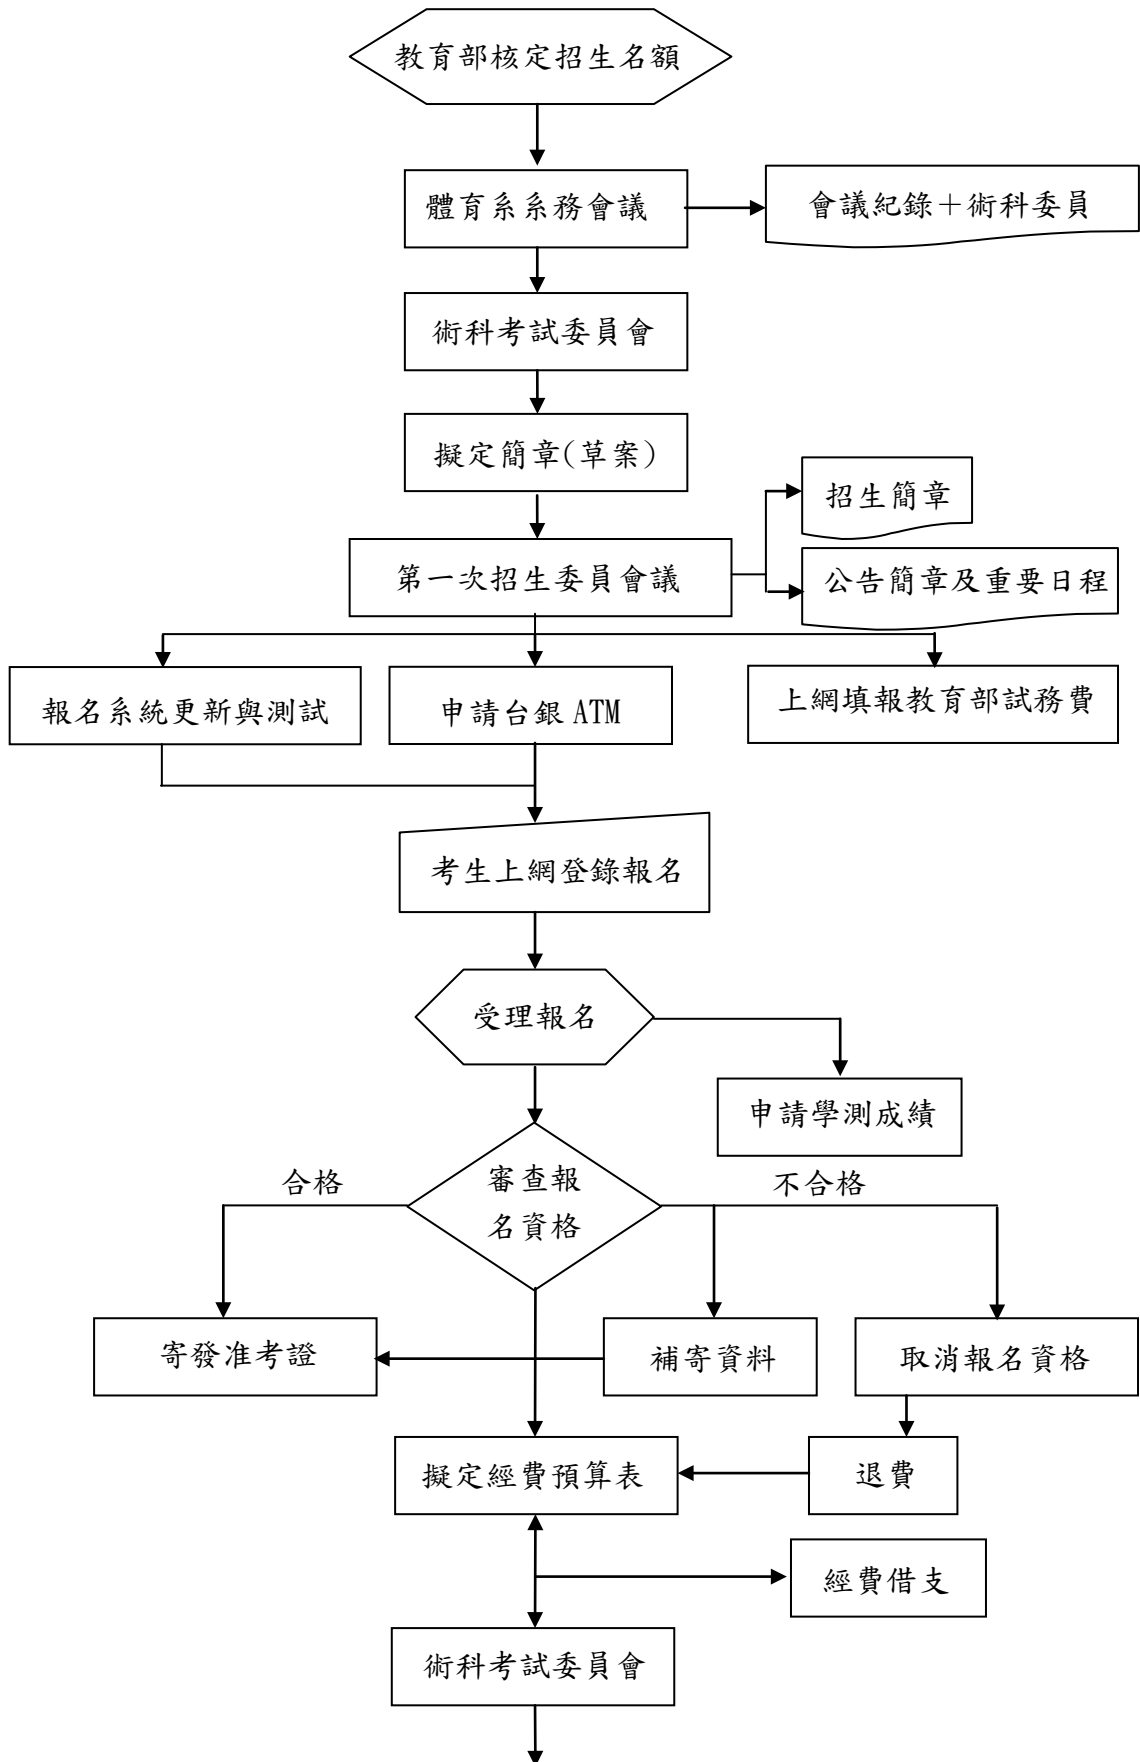 教育部核定招生名額
體育系系務會議
會議紀錄＋術科委員
術科考試委員會
擬定簡章(草案)
招生簡章
第一次招生委員會議
公告簡章及重要日程
報名系統更新與測試
申請台銀 ATM
上網填報教育部試務費
考生上網登錄報名
受理報名
申請學測成績
合格
審查報
名資格
不合格
寄發准考證
補寄資料
取消報名資格
擬定經費預算表
退費
經費借支
術科考試委員會